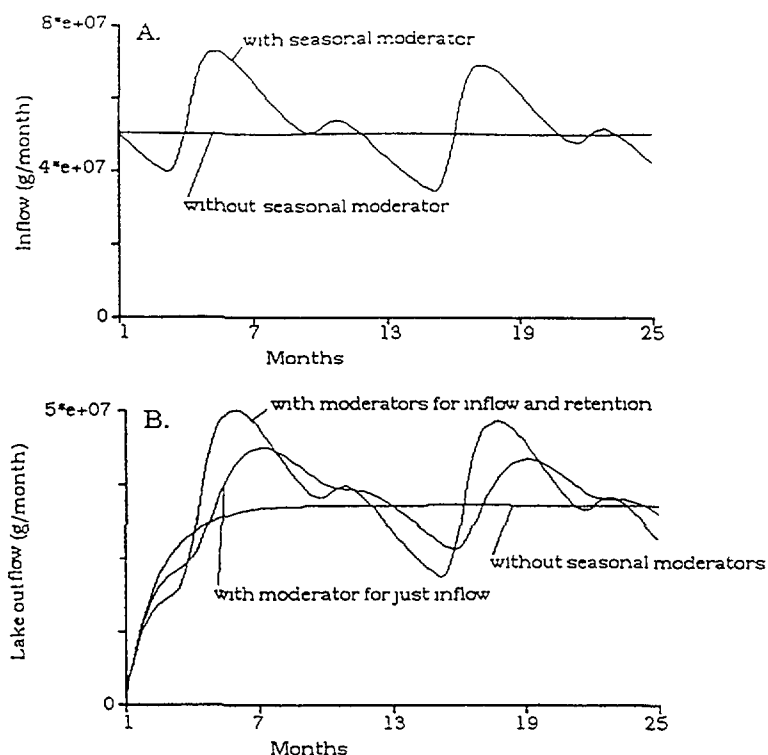 8*e+07
A.
with seasonal moderator
4*e+07
without seasonal moderator
Inflow (g/month)
0
1 7 13 19 25
Months
5*e+07
B.
with moderators for inflow and retention
without seasonal moderators
with moderator for just inflow
Lake outflow (g/month)
0
1 7 13 19 25
Months